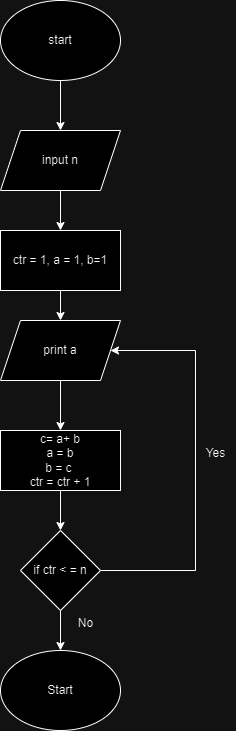 start
input n
ctr = 1, a = 1, b=1
print a
c= a+ b
a = b
b = c
ctr = ctr + 1
Yes
if ctr < = n
No
Start